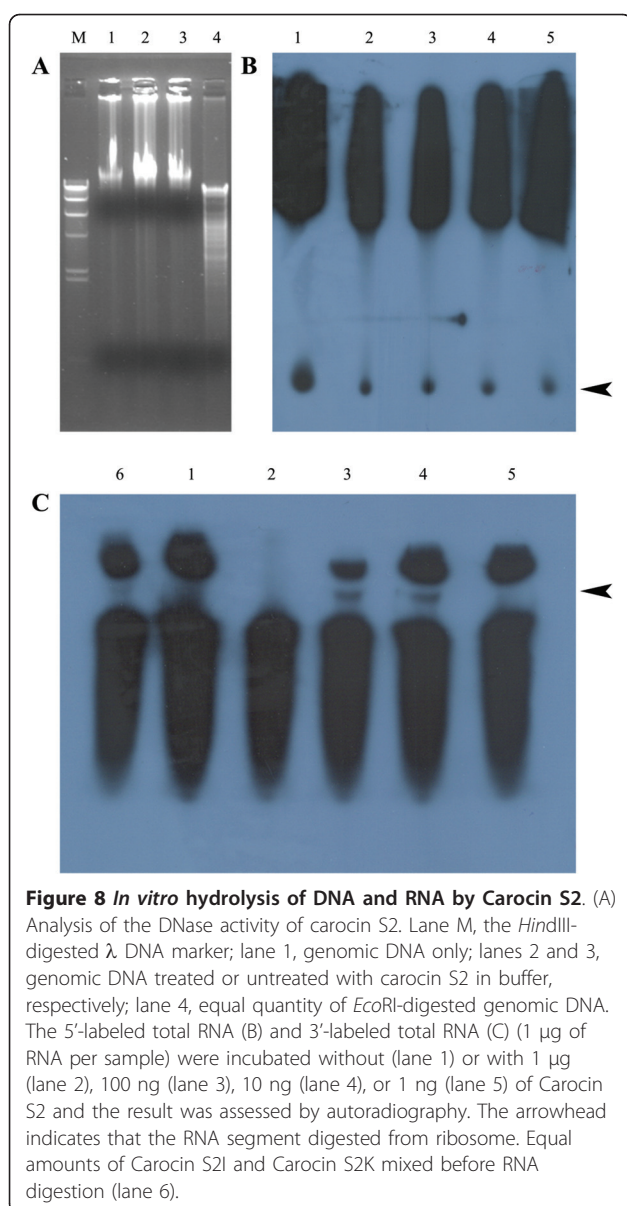 M 1 2 3 4
A
B
1 2 3 4 5
C
6 1 2 3 4 5
Figure 8 In vitro hydrolysis of DNA and RNA by Carocin S2. (A)
Analysis of the DNase activity of carocin S2. Lane M, the HindIII-
digested λ DNA marker; lane 1, genomic DNA only; lanes 2 and 3,
genomic DNA treated or untreated with carocin S2 in buffer,
respectively; lane 4, equal quantity of EcoRI-digested genomic DNA.
The 5’-labeled total RNA (B) and 3’-labeled total RNA (C) (1 μg of
RNA per sample) were incubated without (lane 1) or with 1 μg
(lane 2), 100 ng (lane 3), 10 ng (lane 4), or 1 ng (lane 5) of Carocin
S2 and the result was assessed by autoradiography. The arrowhead
indicates that the RNA segment digested from ribosome. Equal
amounts of Carocin S2I and Carocin S2K mixed before RNA
digestion (lane 6).